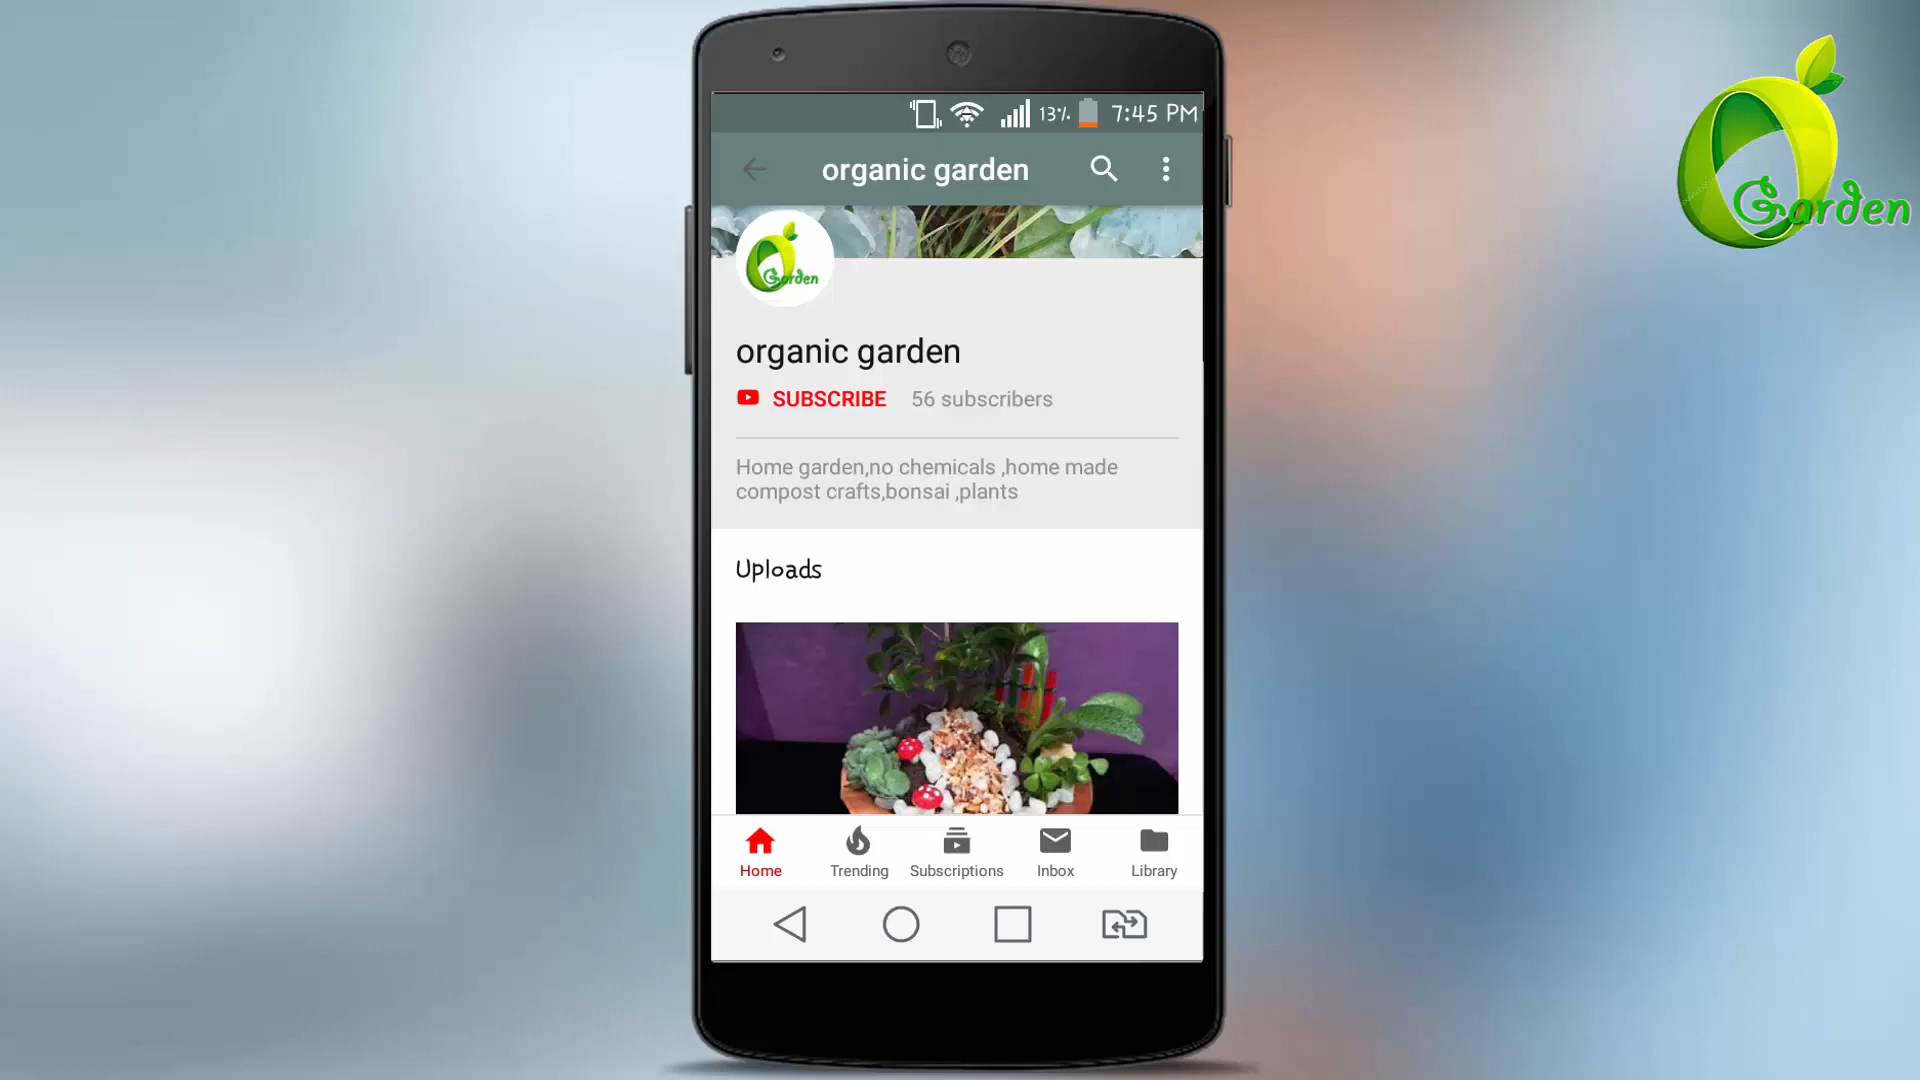 13% 7:45 PM
organic garden
Garden
Garden
organic garden
SUBSCRIBE 56 subscribers
Home garden,no chemicals ,home made
compost crafts,bonsai ,plants
Uploads
Home Trending Subscriptions Inbox Library